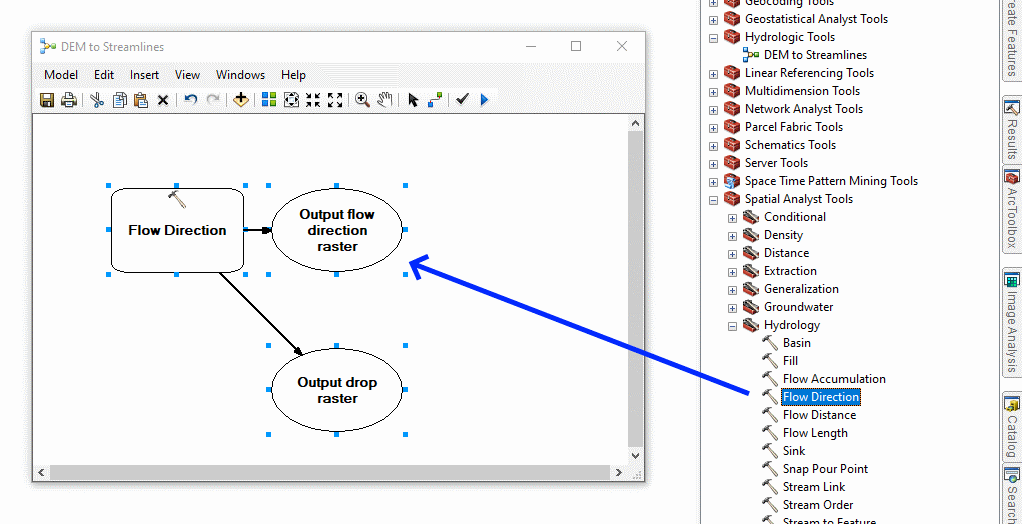 DEM to Streamlines
Model Edit Insert View Windows Help
Flow Direction
Output flow
direction
raster
Output drop
raster
Geocoding Tools
Geostatistical Analyst Tools
Hydrologic Tools
DEM to Streamlines
Linear Referencing Tools
Multidimension Tools
Network Analyst Tools
Parcel Fabric Tools
Schematics Tools
Server Tools
Space Time Pattern Mining Tools
Spatial Analyst Tools
Conditional
Density
Distance
Extraction
Generalization
Groundwater
Hydrology
Basin
Fill
Flow Accumulation
Flow Direction
Flow Distance
Flow Length
Sink
Snap Pour Point
Stream Link
Stream Order
Stream to Feature
Create Features
Results
ArcToolbox
Image Analysis
Catalog
Search